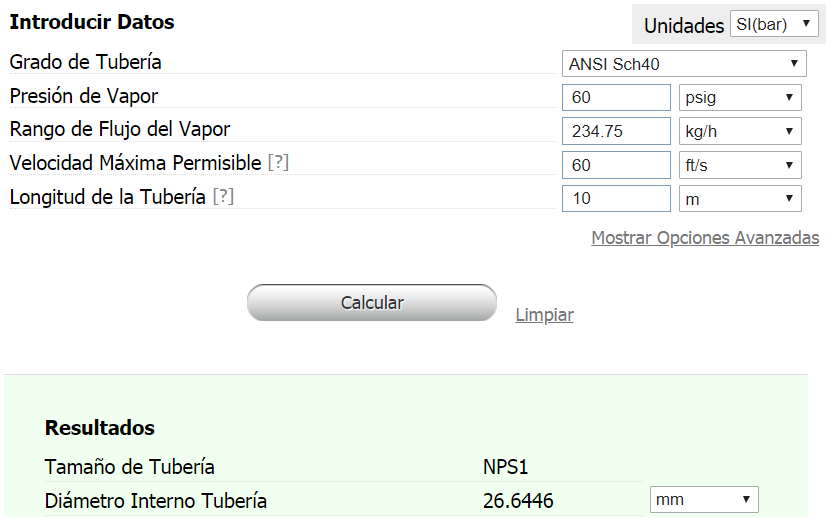 Introducir Datos
Unidades SI(bar)
Grado de Tubería ANSI Sch40
Presión de Vapor 60 psig
Rango de Flujo del Vapor 234.75 kg/h
Velocidad Máxima Permisible [?] 60 ft/s
Longitud de la Tubería [?] 10 m
Mostrar Opciones Avanzadas
Calcular Limpiar
Resultados
Tamaño de Tubería NPS1
Diámetro Interno Tubería 26.6446 mm